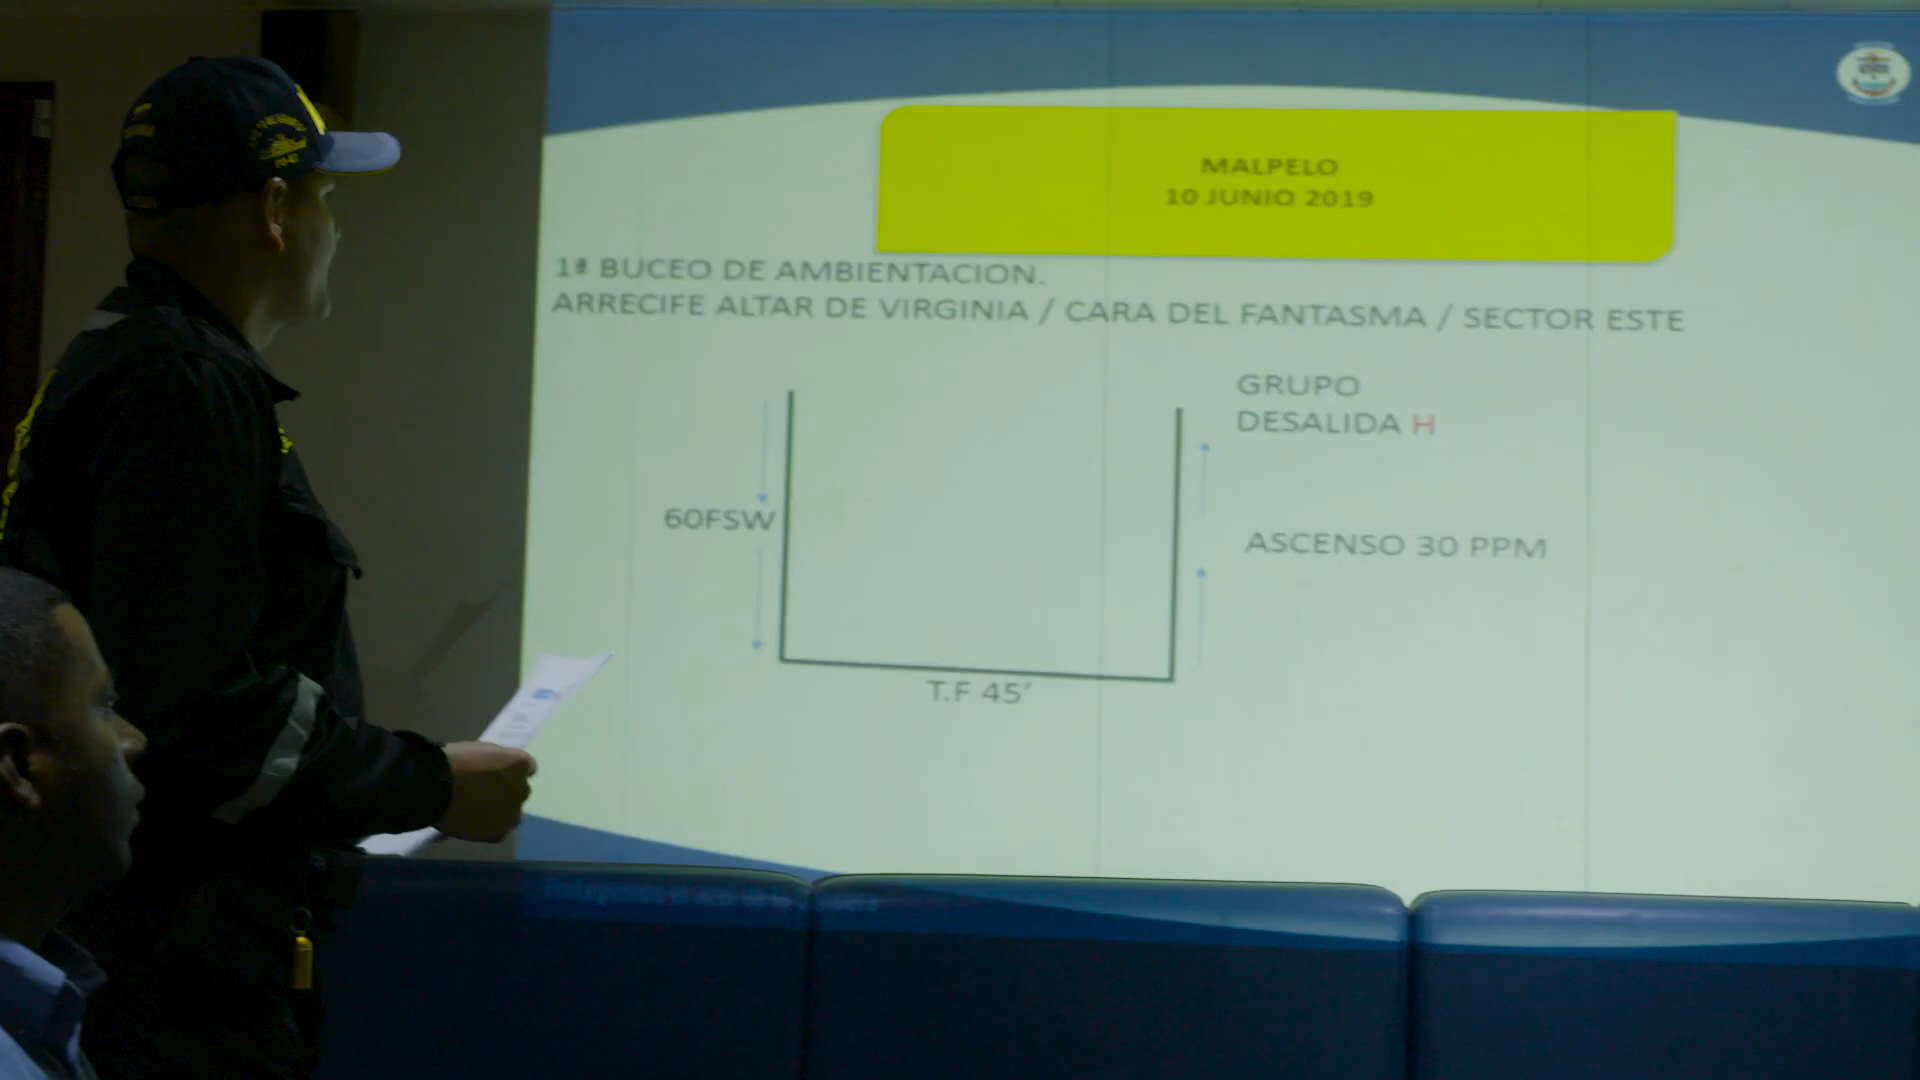 MALPELO
10 JUNIO 2019
1ª BUCEO DE AMBIENTACION.
ARRECIFE ALTAR DE VIRGINIA / CARA DEL FANTASMA / SECTOR ESTE
GRUPO
DESALIDA H
60FSW
ASCENSO 30 PPM
T.F 45'